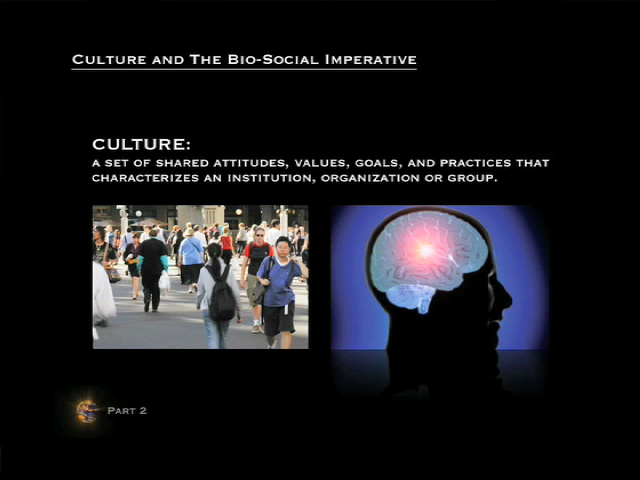 Culture and The Bio-Social Imperative
CULTURE:
A SET OF SHARED ATTITUDES, VALUES, GOALS, AND PRACTICES THAT
CHARACTERIZES AN INSTITUTION, ORGANIZATION OR GROUP.
Part 2